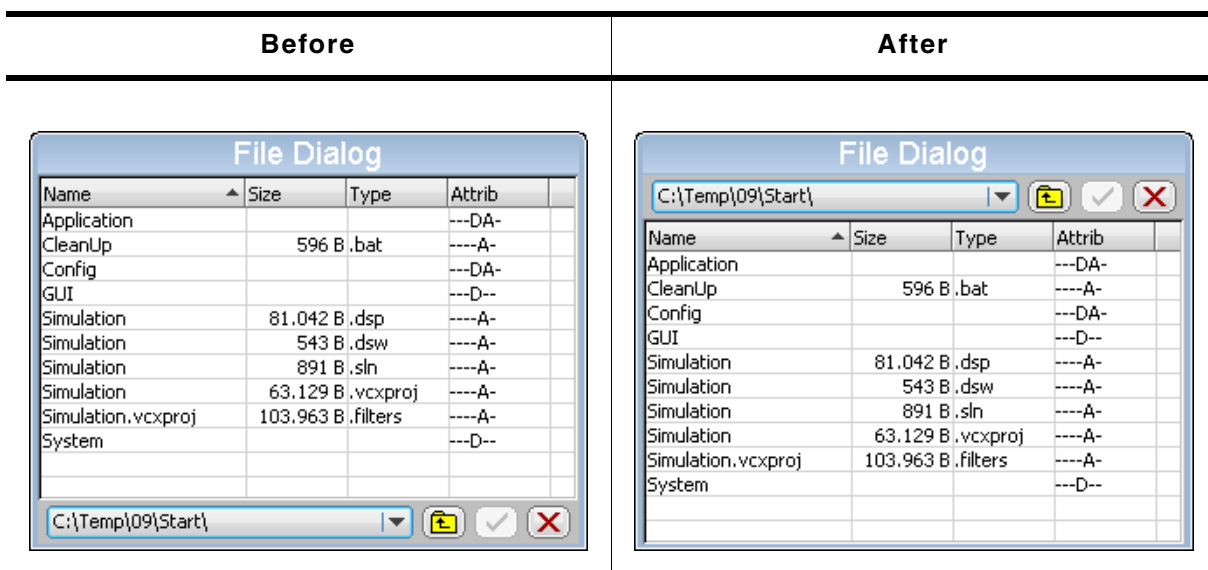 Before After
File Dialog
Name Size Type Attrib
Application ---DA-
CleanUp 596 B .bat ----A-
Config ---DA-
GUI ---D--
Simulation 81.042 B .dsp ----A-
Simulation 543 B .dsw ----A-
Simulation 891 B .sln ----A-
Simulation 63.129 B .vcxproj ----A-
Simulation.vcxproj 103.963 B .filters ----A-
System ---D--
C:\Temp\09\Start\
File Dialog
C:\Temp\09\Start\
Name Size Type Attrib
Application ---DA-
CleanUp 596 B .bat ----A-
Config ---DA-
GUI ---D--
Simulation 81.042 B .dsp ----A-
Simulation 543 B .dsw ----A-
Simulation 891 B .sln ----A-
Simulation 63.129 B .vcxproj ----A-
Simulation.vcxproj 103.963 B .filters ----A-
System ---D--